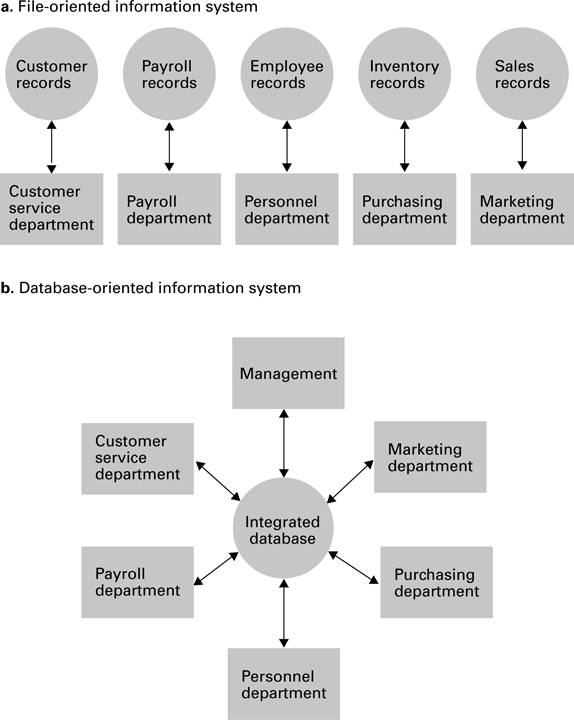 a. File-oriented information system
Customer
records
Payroll
records
Employee
records
Inventory
records
Sales
records
Customer
service
department
Payroll
department
Personnel
department
Purchasing
department
Marketing
department
b. Database-oriented information system
Management
Customer
service
department
Marketing
department
Integrated
database
Payroll
department
Purchasing
department
Personnel
department